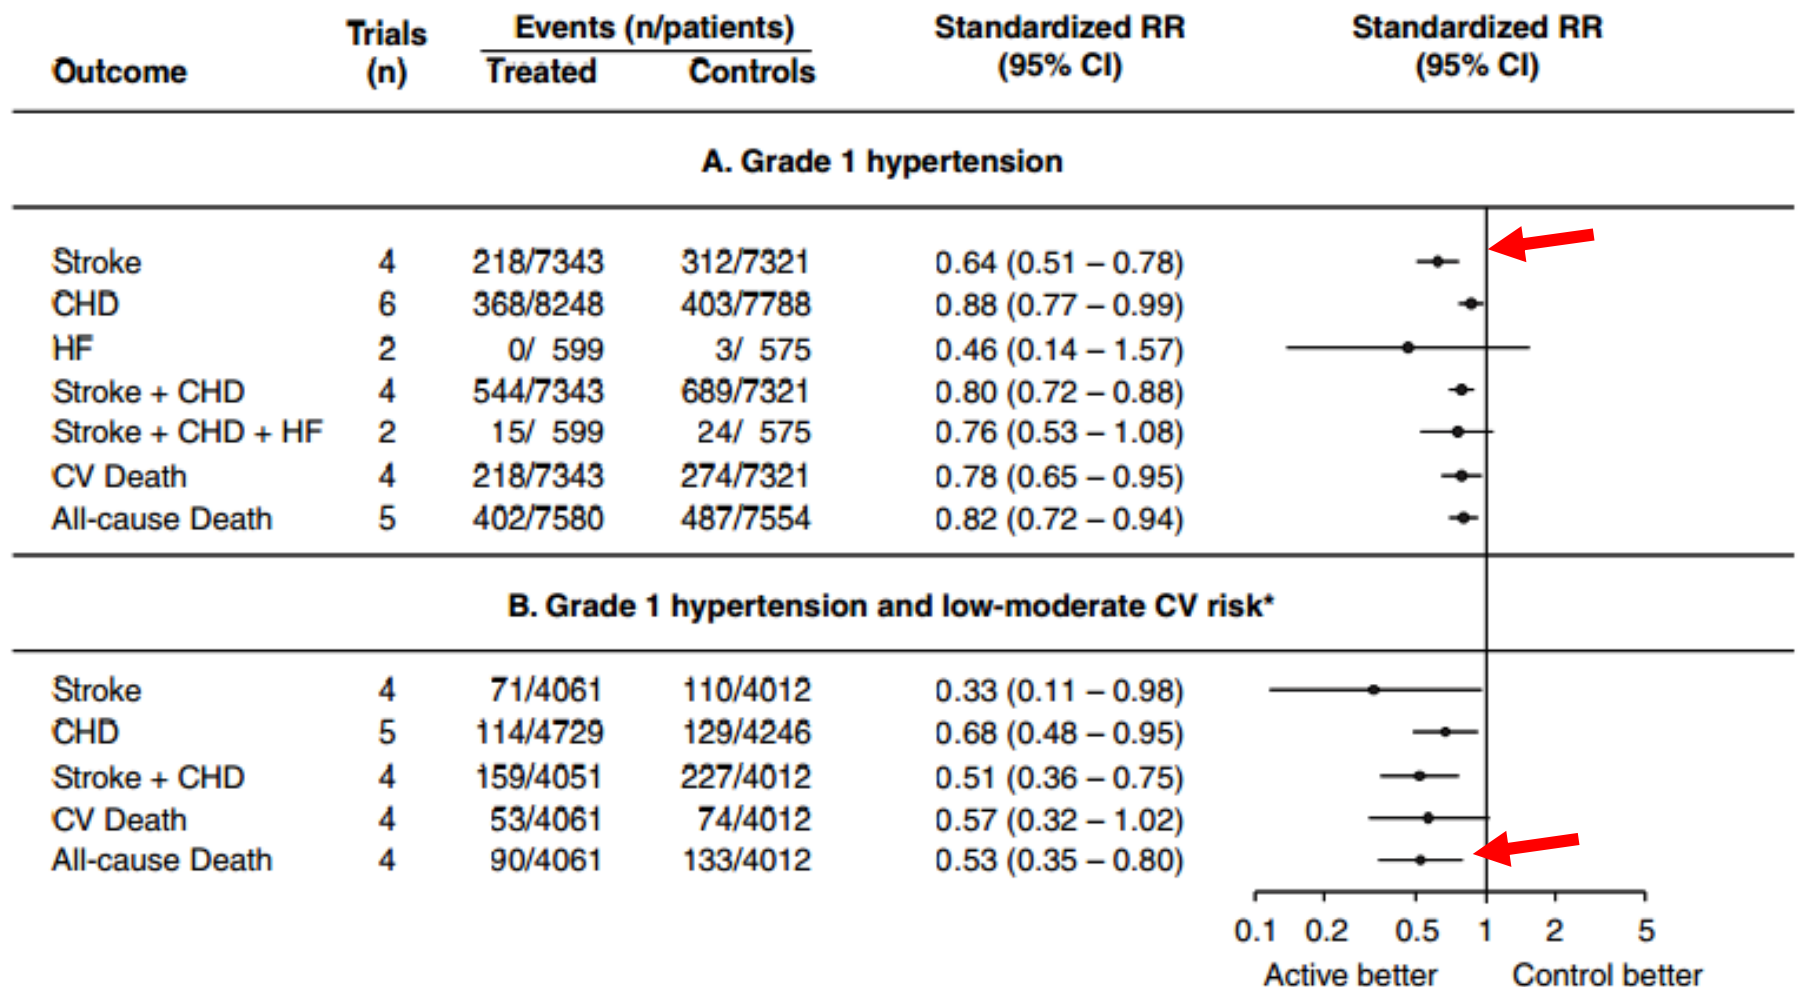 Outcome Trials (n) Events (n/patients) Treated Controls Standardized RR (95% CI) Standardized RR (95% CI)
A. Grade 1 hypertension
Stroke 4 218/7343 312/7321 0.64 (0.51 – 0.78)
CHD 6 368/8248 403/7788 0.88 (0.77 – 0.99)
HF 2 0/ 599 3/ 575 0.46 (0.14 – 1.57)
Stroke + CHD 4 544/7343 689/7321 0.80 (0.72 – 0.88)
Stroke + CHD + HF 2 15/ 599 24/ 575 0.76 (0.53 – 1.08)
CV Death 4 218/7343 274/7321 0.78 (0.65 – 0.95)
All-cause Death 5 402/7580 487/7554 0.82 (0.72 – 0.94)
B. Grade 1 hypertension and low-moderate CV risk*
Stroke 4 71/4061 110/4012 0.33 (0.11 – 0.98)
CHD 5 114/4729 129/4246 0.68 (0.48 – 0.95)
Stroke + CHD 4 159/4051 227/4012 0.51 (0.36 – 0.75)
CV Death 4 53/4061 74/4012 0.57 (0.32 – 1.02)
All-cause Death 4 90/4061 133/4012 0.53 (0.35 – 0.80)
0.1 0.2 0.5 1 2 5
Active better Control better